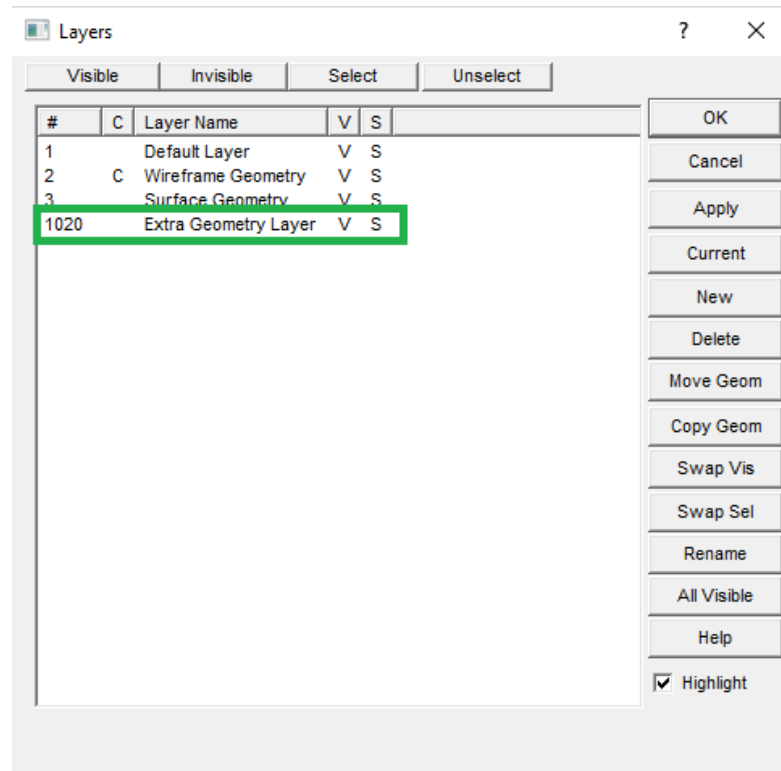 Layers ? ×
Visible Invisible Select Unselect
# C Layer Name V S
1 Default Layer V S
2 C Wireframe Geometry V S
3 Surface Geometry V S
1020 Extra Geometry Layer V S
OK
Cancel
Apply
Current
New
Delete
Move Geom
Copy Geom
Swap Vis
Swap Sel
Rename
All Visible
Help
Highlight